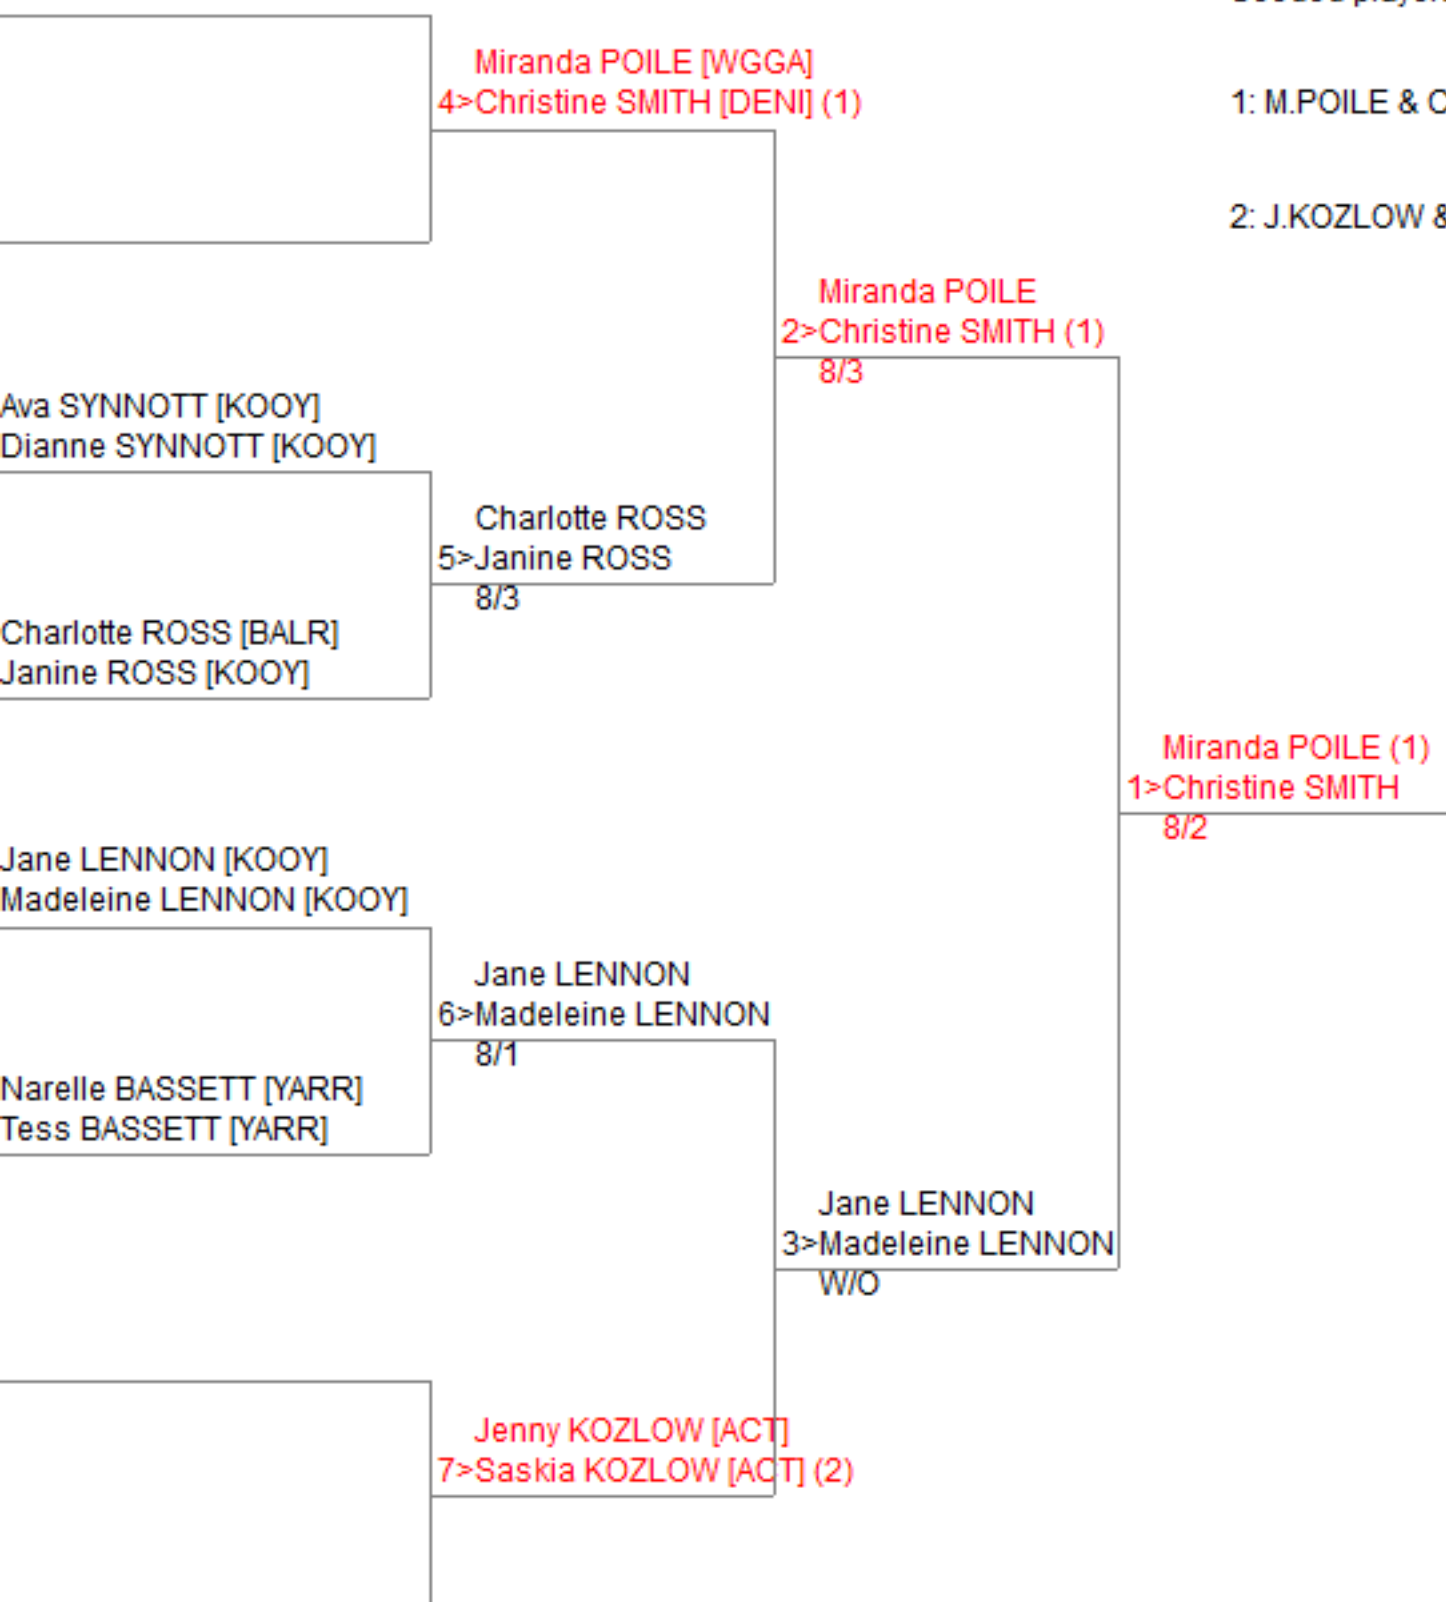 Miranda POILE [WGGA]
4>Christine SMITH [DENI] (1)
1: M.POILE &
2: J.KOZLOW &
Miranda POILE
2>Christine SMITH (1)
8/3
Ava SYNNOTT [KOOY]
Dianne SYNNOTT [KOOY]
Charlotte ROSS
5>Janine ROSS
8/3
Charlotte ROSS [BALR]
Janine ROSS [KOOY]
Miranda POILE (1)
1>Christine SMITH
8/2
Jane LENNON [KOOY]
Madeleine LENNON [KOOY]
Jane LENNON
6>Madeleine LENNON
8/1
Narelle BASSETT [YARR]
Tess BASSETT [YARR]
Jane LENNON
3>Madeleine LENNON
W/O
Jenny KOZLOW [ACT]
7>Saskia KOZLOW [ACT] (2)